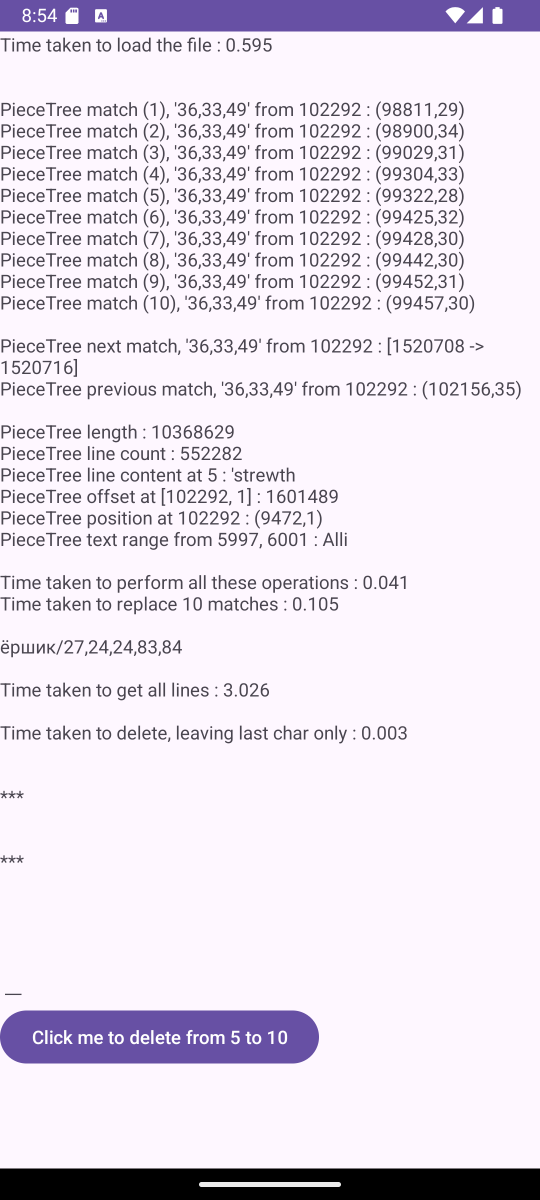 8:54
Time taken to load the file : 0.595
PieceTree match (1), '36,33,49' from 102292 : (98811,29)
PieceTree match (2), '36,33,49' from 102292 : (98900,34)
PieceTree match (3), '36,33,49' from 102292 : (99029,31)
PieceTree match (4), '36,33,49' from 102292 : (99304,33)
PieceTree match (5), '36,33,49' from 102292 : (99322,28)
PieceTree match (6), '36,33,49' from 102292 : (99425,32)
PieceTree match (7), '36,33,49' from 102292 : (99428,30)
PieceTree match (8), '36,33,49' from 102292 : (99442,30)
PieceTree match (9), '36,33,49' from 102292 : (99452,31)
PieceTree match (10), '36,33,49' from 102292 : (99457,30)
PieceTree next match, '36,33,49' from 102292 : [1520708 ->
1520716]
PieceTree previous match, '36,33,49' from 102292 : (102156,35)
PieceTree length : 10368629
PieceTree line count : 552282
PieceTree line content at 5 : 'strewth
PieceTree offset at [102292, 1] : 1601489
PieceTree position at 102292 : (9472,1)
PieceTree text range from 5997, 6001 : Alli
Time taken to perform all these operations : 0.041
Time taken to replace 10 matches : 0.105
ёршик/27,24,24,83,84
Time taken to get all lines : 3.026
Time taken to delete, leaving last char only : 0.003
***
***
Click me to delete from 5 to 10